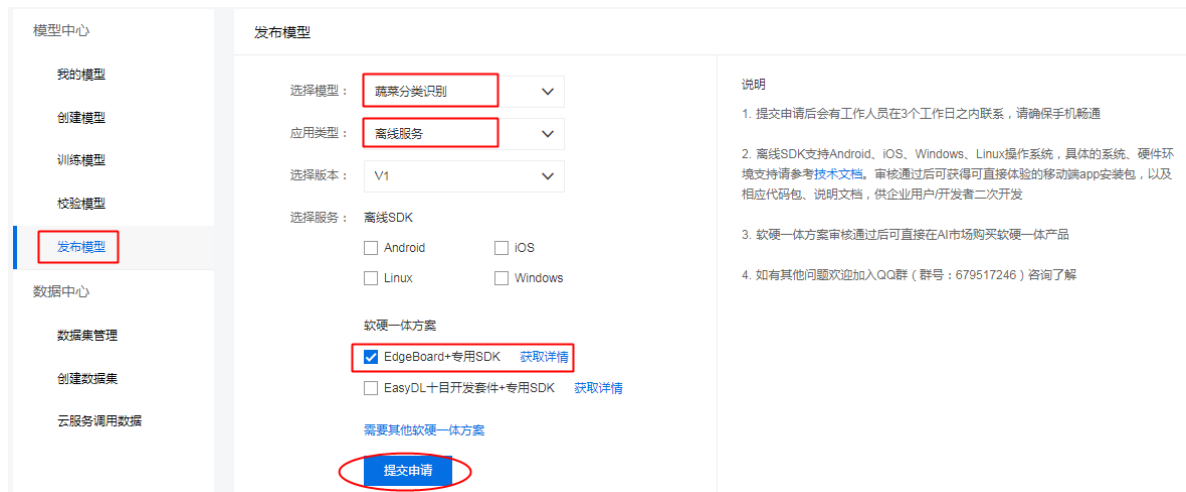 模型中心
我的模型
创建模型
训练模型
校验模型
发布模型
数据中心
数据集管理
创建数据集
云服务调用数据
发布模型
选择模型： 蔬菜分类识别
应用类型： 离线服务
选择版本： V1
选择服务： 离线SDK
Android iOS
Linux Windows
软硬一体方案
EdgeBoard+专用SDK 获取详情
EasyDL十目开发套件+专用SDK 获取详情
需要其他软硬一体方案
提交申请
说明
1. 提交申请后会有工作人员在3个工作日之内联系，请确保手机畅通
2. 离线SDK支持Android、iOS、Windows、Linux操作系统，具体的系统、硬件环
境支持请参考技术文档。审核通过后可获得可直接体验的移动端app安装包，以及
相应代码包、说明文档，供企业用户/开发者二次开发
3. 软硬一体方案审核通过后可直接在AI市场购买软硬一体产品
4. 如有其他问题欢迎加入QQ群（群号：679517246）咨询了解